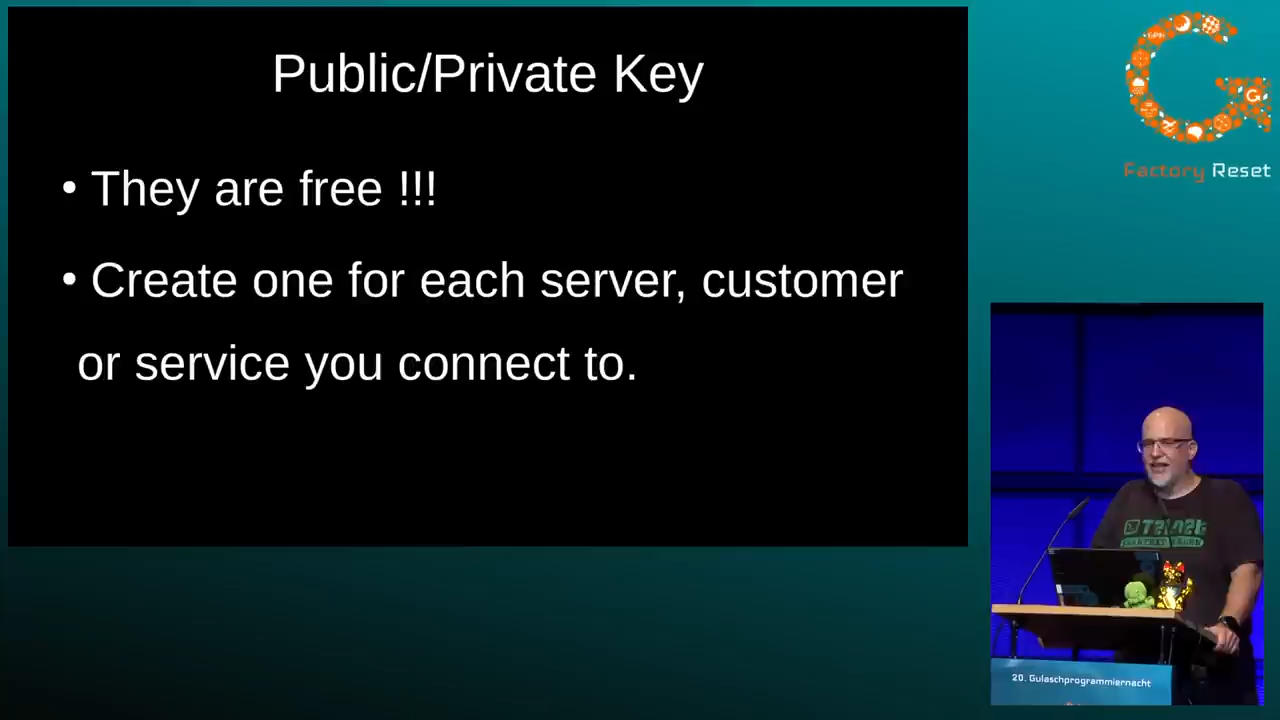 Public/Private Key
• They are free !!!
• Create one for each server, customer
or service you connect to.
Factory Reset
Telnet
20. Gulaschprogrammiernacht